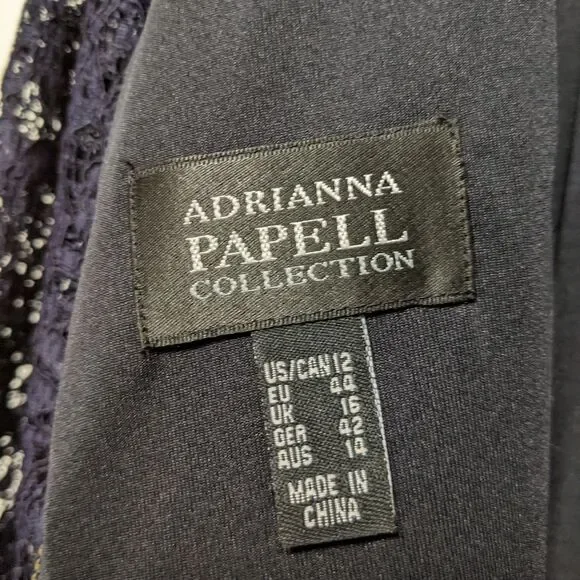 ADRIANNA
PAPELL
COLLECTION
US/CAN 12
EU 44
UK 16
GER 42
AUS 14
MADE IN
CHINA